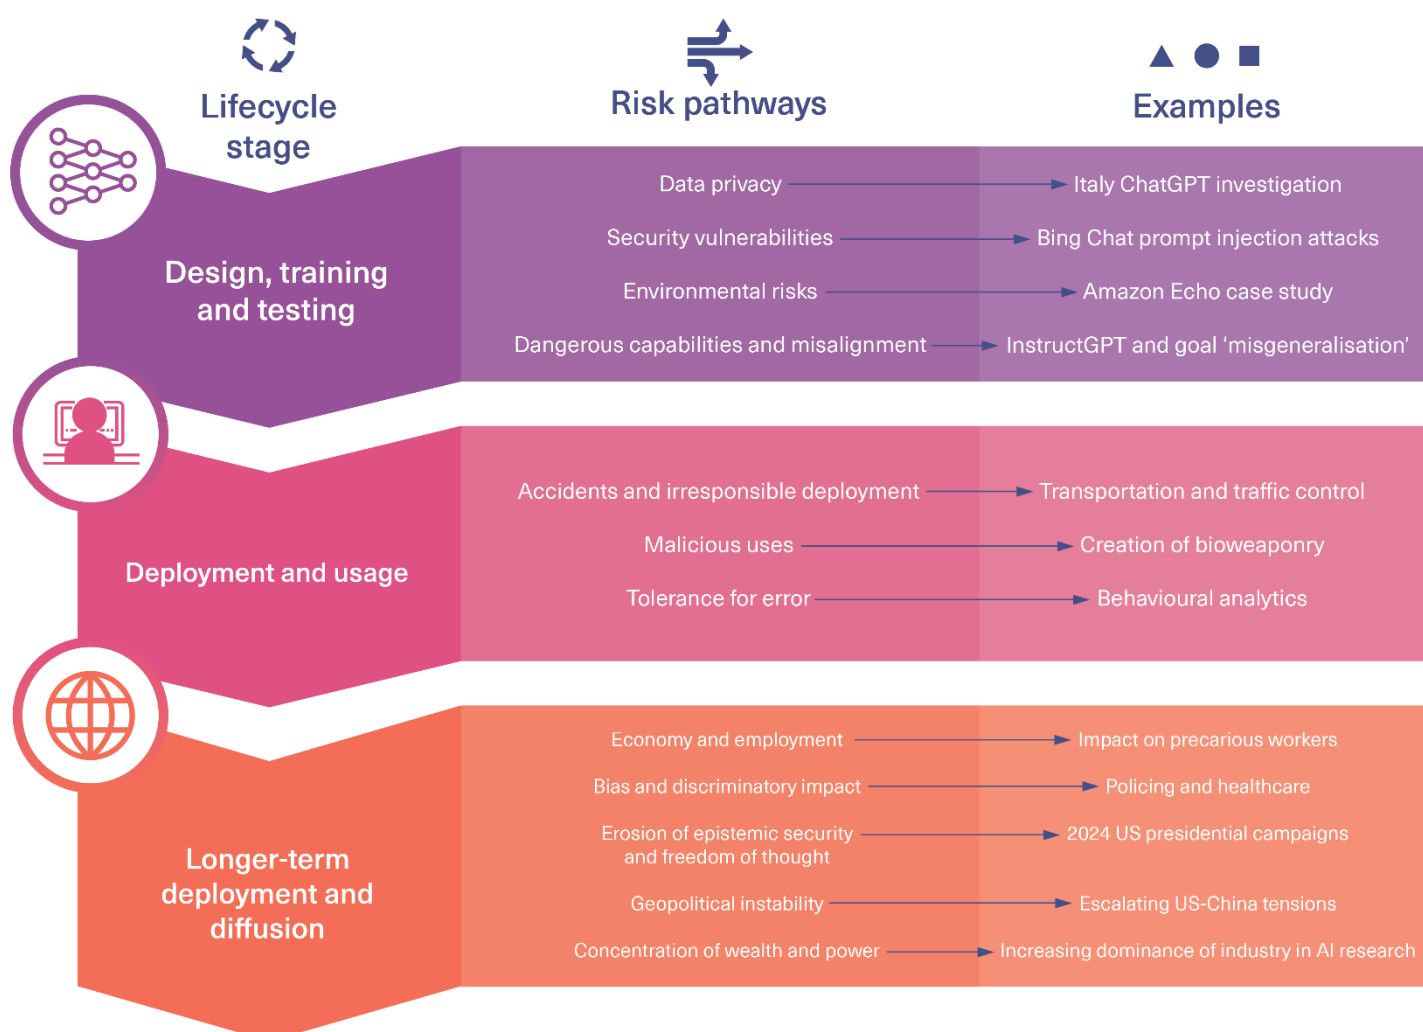 Lifecycle
stage
Risk pathways
Examples
Design, training
and testing
Data privacy
Italy ChatGPT investigation
Security vulnerabilities
Bing Chat prompt injection attacks
Environmental risks
Amazon Echo case study
Dangerous capabilities and misalignment
InstructGPT and goal ‘misgeneralisation’
Deployment and usage
Accidents and irresponsible deployment
Transportation and traffic control
Malicious uses
Creation of bioweaponry
Tolerance for error
Behavioural analytics
Longer-term
deployment and
diffusion
Economy and employment
Impact on precarious workers
Bias and discriminatory impact
Policing and healthcare
Erosion of epistemic security
and freedom of thought
2024 US presidential campaigns
Geopolitical instability
Escalating US-China tensions
Concentration of wealth and power
Increasing dominance of industry in AI research